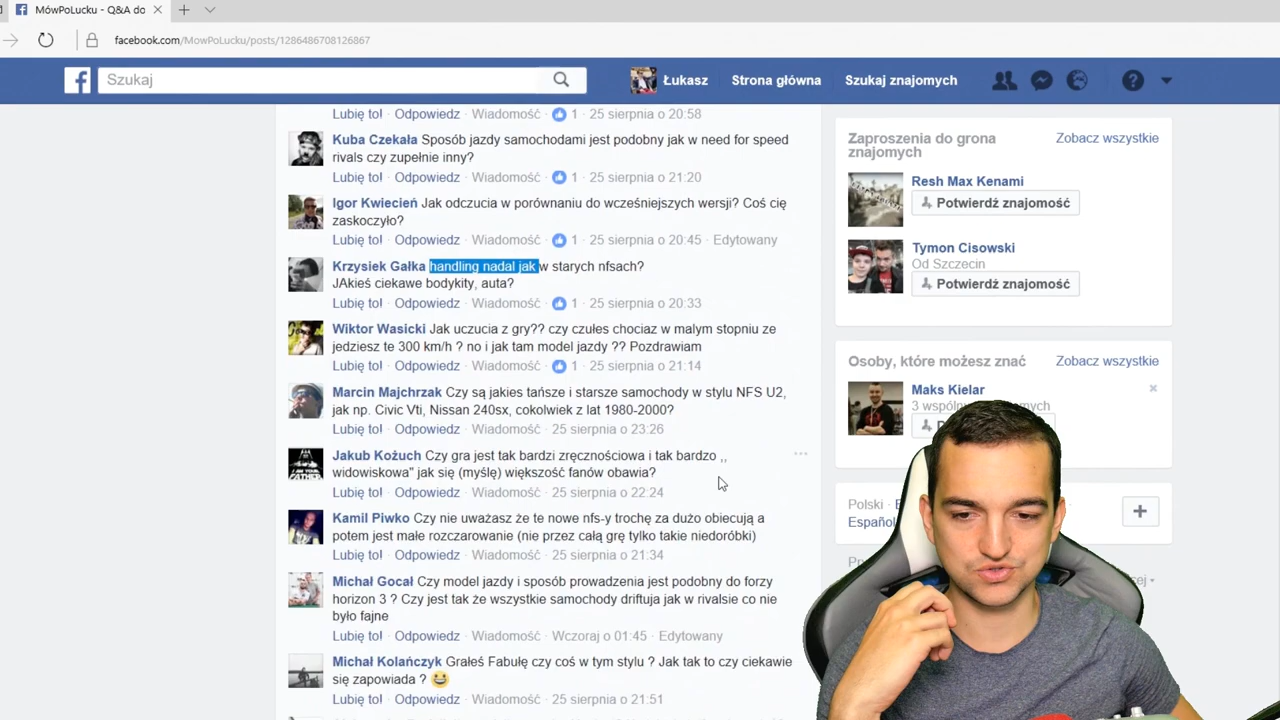 MówPoLucku - Q&A do
facebook.com/MowPoLucku/posts/1286486708126867
Szukaj
Łukasz
Strona główna
Szukaj znajomych
Lubię to! · Odpowiedz · Wiadomość · 1 · 25 sierpnia o 20:58
Kuba Czekała Sposób jazdy samochodami jest podobny jak w need for speed
rivals czy zupełnie inny?
Lubię to! · Odpowiedz · Wiadomość · 1 · 25 sierpnia o 21:20
Igor Kwiecień Jak odczucia w porównaniu do wcześniejszych wersji? Coś cię
zaskoczyło?
Lubię to! · Odpowiedz · Wiadomość · 1 · 25 sierpnia o 20:45 · Edytowany
Krzysiek Gałka handling nadal jak w starych nfsach?
JAkieś ciekawe bodykity, auta?
Lubię to! · Odpowiedz · Wiadomość · 1 · 25 sierpnia o 20:33
Wiktor Wasicki Jak uczucia z gry?? czy czułes chociaz w malym stopniu ze
jedziesz te 300 km/h ? no i jak tam model jazdy ?? Pozdrawiam
Lubię to! · Odpowiedz · Wiadomość · 1 · 25 sierpnia o 21:14
Marcin Majchrzak Czy są jakies tańsze i starsze samochody w stylu NFS U2,
jak np. Civic Vti, Nissan 240sx, cokolwiek z lat 1980-2000?
Lubię to! · Odpowiedz · Wiadomość · 25 sierpnia o 23:26
Jakub Kożuch Czy gra jest tak bardzi zręcznościowa i tak bardzo ,,
widowiskowa" jak się (myślę) większość fanów obawia?
Lubię to! · Odpowiedz · Wiadomość · 25 sierpnia o 22:24
Kamil Piwko Czy nie uważasz że te nowe nfs-y trochę za dużo obiecują a
potem jest małe rozczarowanie (nie przez całą grę tylko takie niedoróbki)
Lubię to! · Odpowiedz · Wiadomość · 25 sierpnia o 21:34
Michał Gocał Czy model jazdy i sposób prowadzenia jest podobny do forzy
horizon 3 ? Czy jest tak że wszystkie samochody driftuja jak w rivalsie co nie
było fajne
Lubię to! · Odpowiedz · Wiadomość · Wczoraj o 01:45 · Edytowany
Michał Kolańczyk Grałeś Fabułę czy coś w tym stylu ? Jak tak to czy ciekawie
się zapowiada ? 😀
Lubię to! · Odpowiedz · Wiadomość · 25 sierpnia o 21:51
Zaproszenia do grona
znajomych
Zobacz wszystkie
Resh Max Kenami
Potwierdź znajomość
Tymon Cisowski
Od Szczecin
Potwierdź znajomość
Osoby, które możesz znać
Zobacz wszystkie
Maks Kielar
3 wspólny znajomych
Polski ·
Español